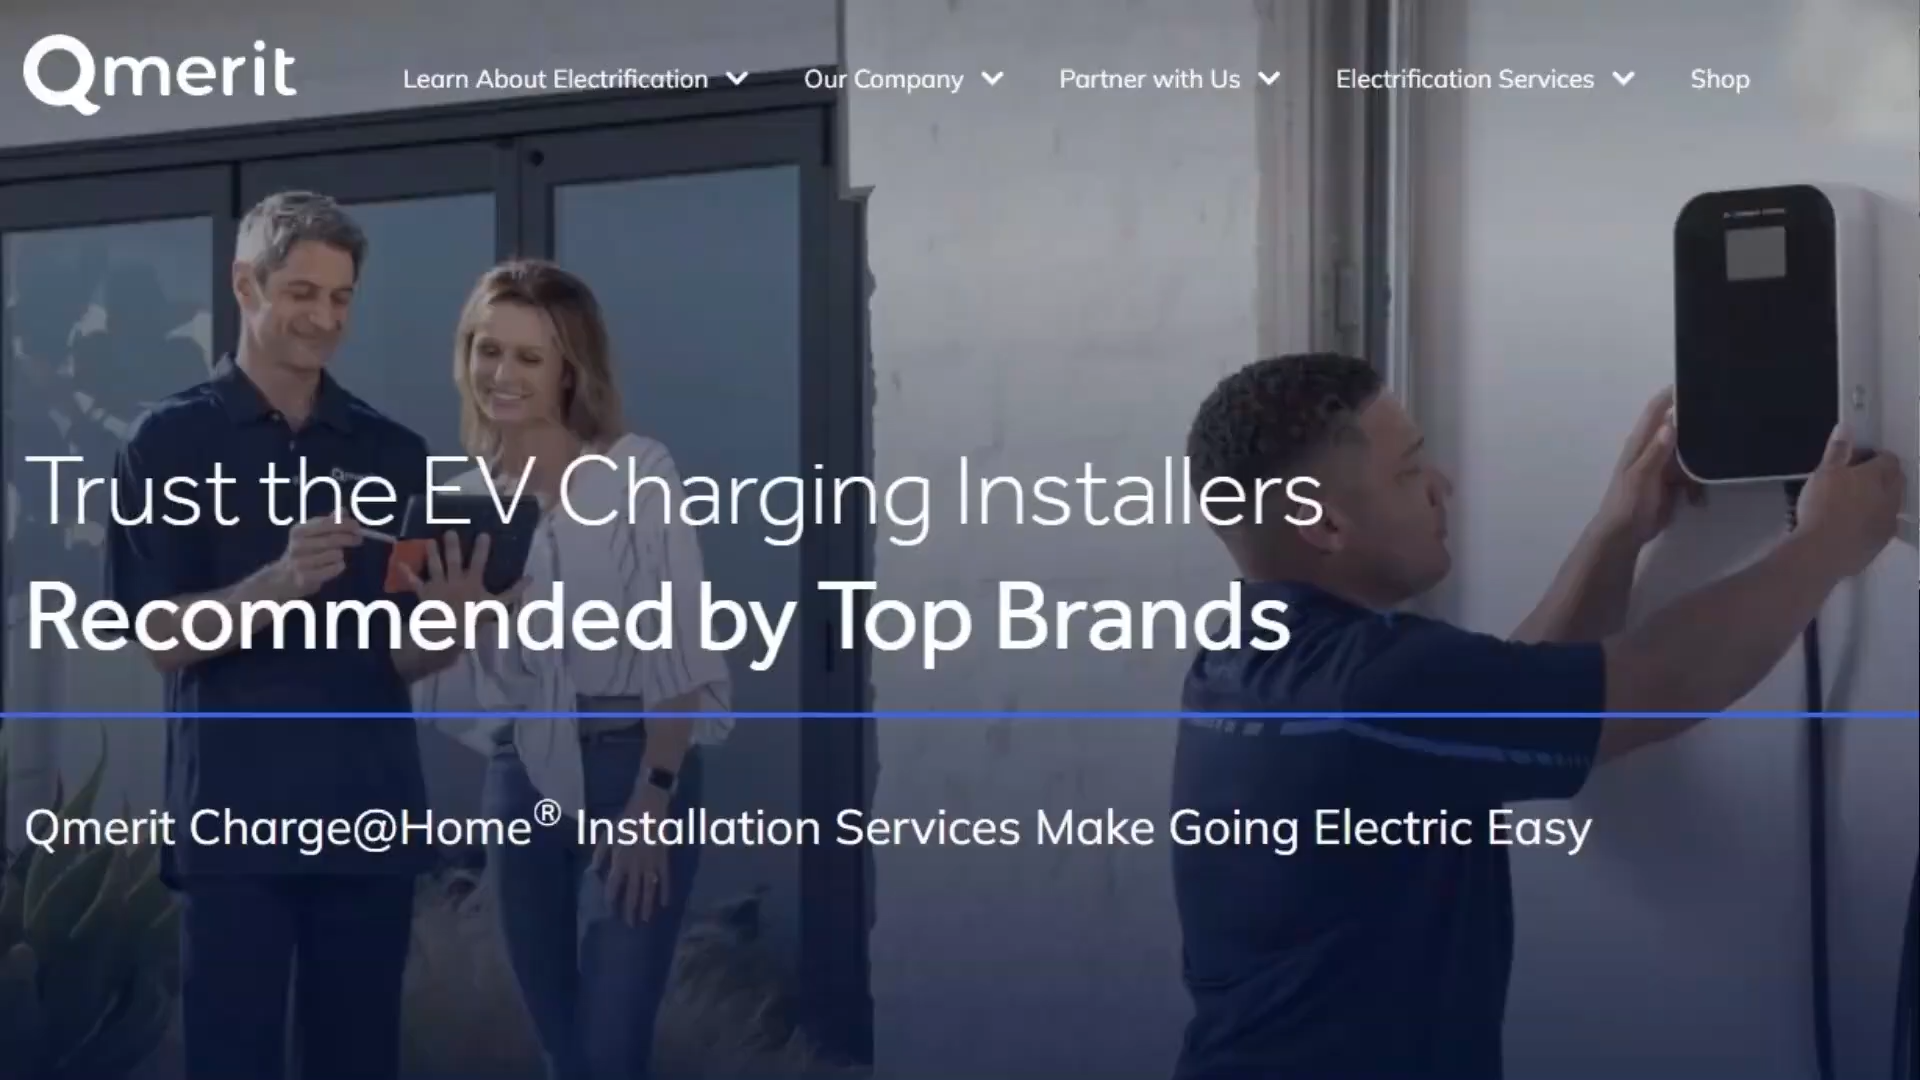 Qmerit
Learn About Electrification Our Company Partner with Us Electrification Services Shop
Trust the EV Charging Installers
Recommended by Top Brands
Qmerit Charge@Home® Installation Services Make Going Electric Easy